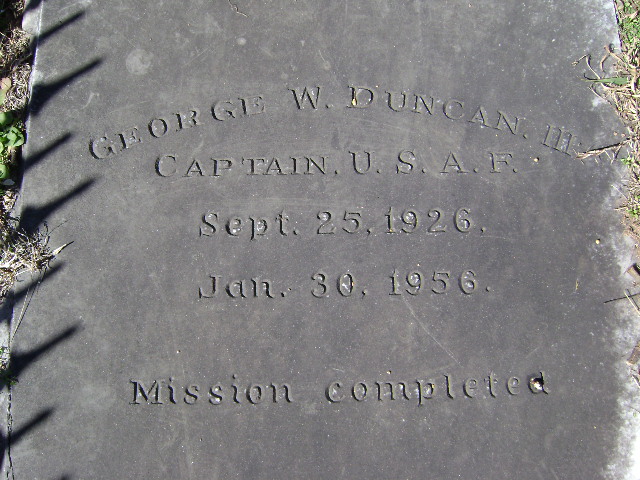 GEORGE W. DUNCAN. III
CAPTAIN. U. S. A. F.
Sept. 25, 1926.
Jan. 30, 1956.
Mission completed